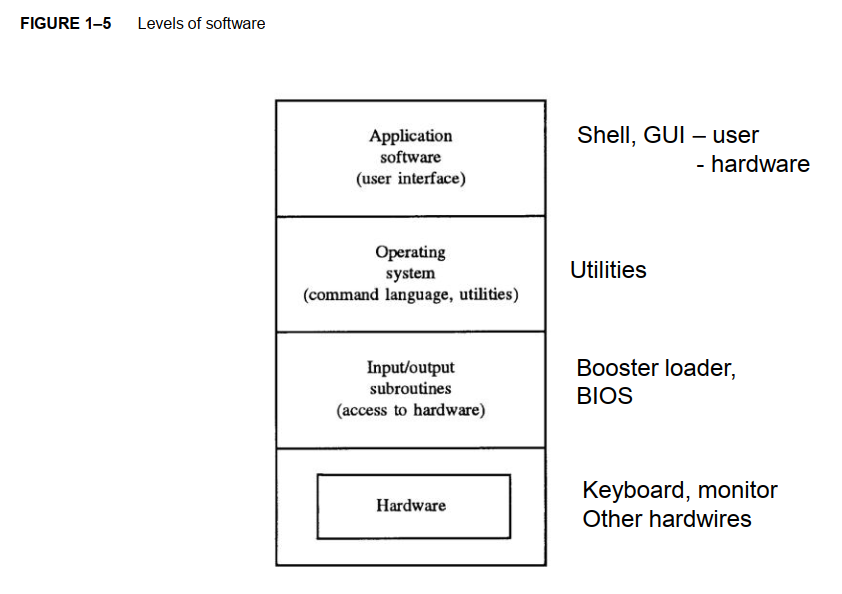 FIGURE 1–5 Levels of software
Application
software
(user interface)
Shell, GUI – user
- hardware
Operating
system
(command language, utilities)
Utilities
Input/output
subroutines
(access to hardware)
Booster loader,
BIOS
Hardware
Keyboard, monitor
Other hardwires